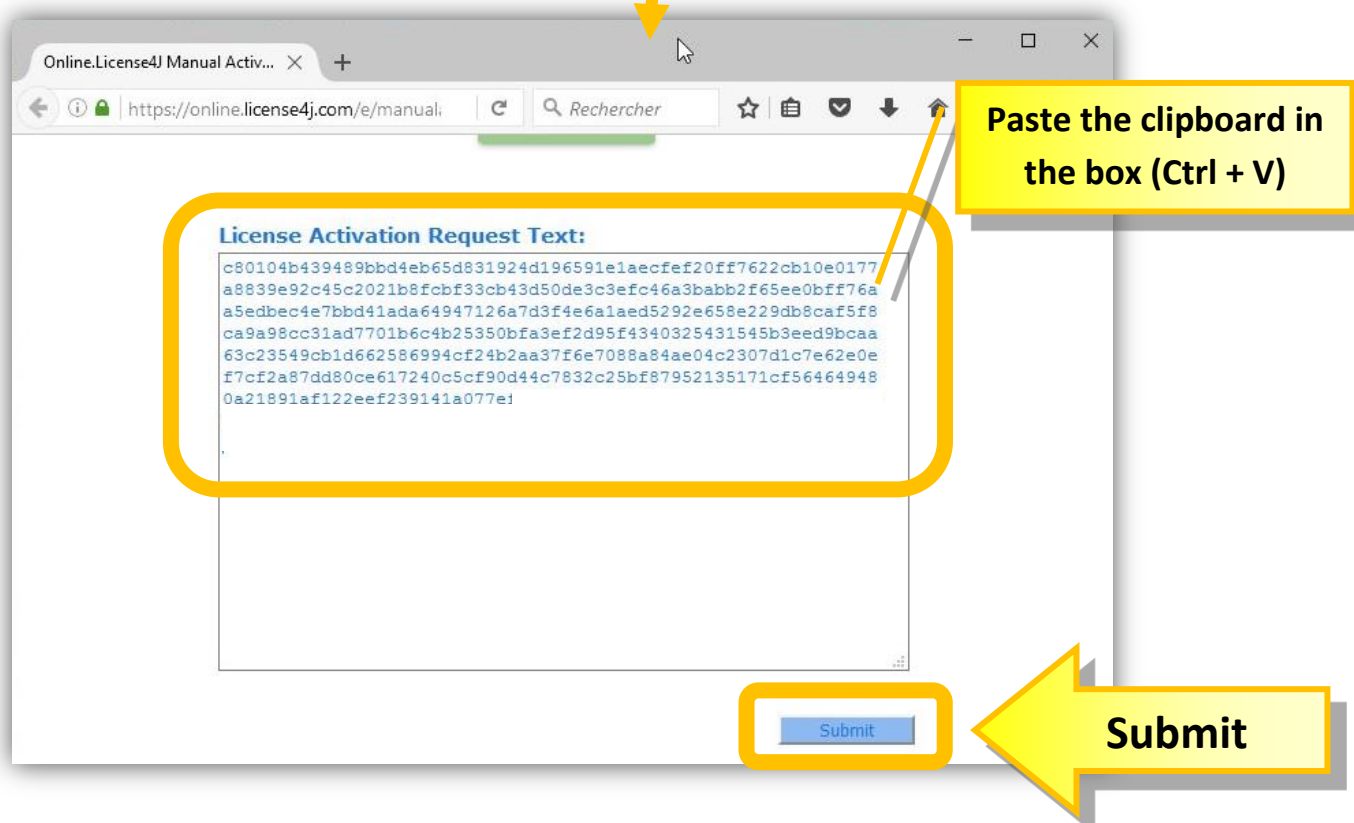 Online.License4J Manual Activ...
https://online.license4j.com/e/manual
Rechercher
Paste the clipboard in
the box (Ctrl + V)
License Activation Request Text:
c80104b439489bbd4eb65d831924d196591e1aecfef20ff7622cb10e0177
a8839e92c45c2021b8fcbf33cb43d50de3c3efc46a3babb2f65ee0bff76a
a5edbec4e7bbd41ada64947126a7d3f4e6a1aed5292e658e229db8caf5f8
ca9a98cc31ad7701b6c4b25350bfa3ef2d95f4340325431545b3eed9bcaa
63c23549cb1d662586994cf24b2aa37f6e7088a84ae04c2307d1c7e62e0e
f7cf2a87dd80ce617240c5cf90d44c7832c25bf87952135171cf56464948
0a21891af122eef239141a077e
Submit
Submit